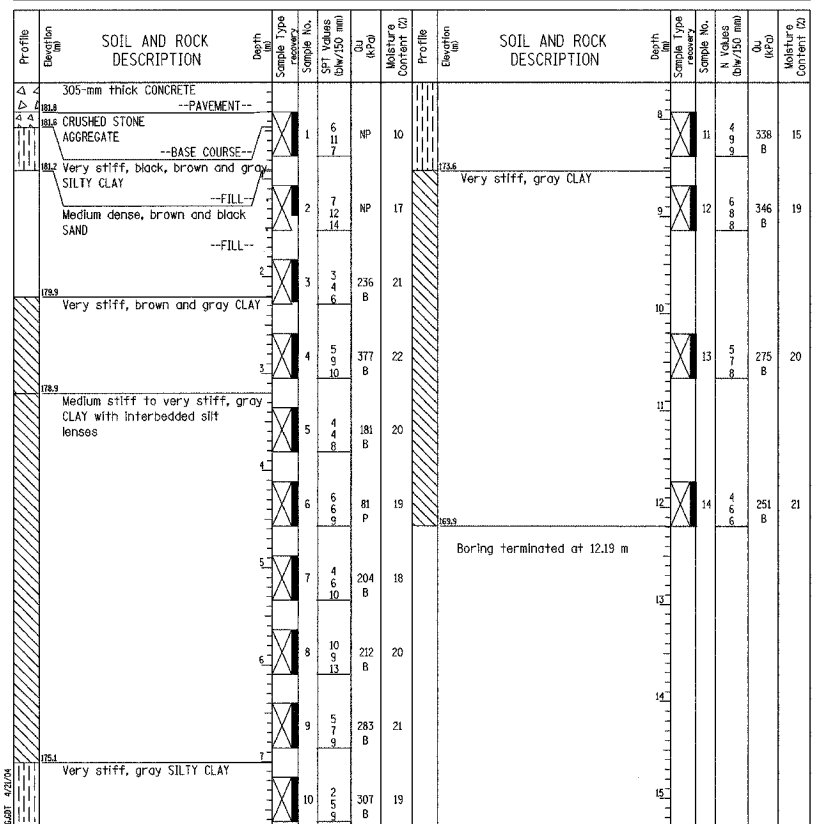 Profile
Elevation (m)
SOIL AND ROCK DESCRIPTION
Depth (m)
Sample Type recovery
Sample No.
SPT Values (blw/150 mm)
Qu (kPa)
Moisture Content (%)
305-mm thick CONCRETE
181.8 --PAVEMENT--
181.6 CRUSHED STONE
AGGREGATE
--BASE COURSE--
181.2 Very stiff, black, brown and gray
SILTY CLAY
--FILL--
Medium dense, brown and black
SAND
--FILL--
179.9
Very stiff, brown and gray CLAY
178.9
Medium stiff to very stiff, gray
CLAY with interbedded silt
lenses
175.1
Very stiff, gray SILTY CLAY
2
3
4
5
6
7
1 6 11 7 NP 10
2 7 12 14 NP 17
3 3 4 6 236 B 21
4 5 9 10 377 B 22
5 4 4 8 181 B 20
6 6 6 9 81 P 19
7 4 6 10 204 B 18
8 10 9 13 212 B 20
9 5 7 9 283 B 21
10 2 5 9 307 B 19
Profile
Elevation (m)
SOIL AND ROCK DESCRIPTION
Depth (m)
Sample Type recovery
Sample No.
N Values (blw/150 mm)
Qu (kPa)
Moisture Content (%)
173.6
Very stiff, gray CLAY
169.9
Boring terminated at 12.19 m
8
9
10
11
12
13
14
15
11 4 9 9 338 B 15
12 6 8 8 346 B 19
13 5 7 8 275 B 20
14 4 6 6 251 B 21
.GDT 4/21/04